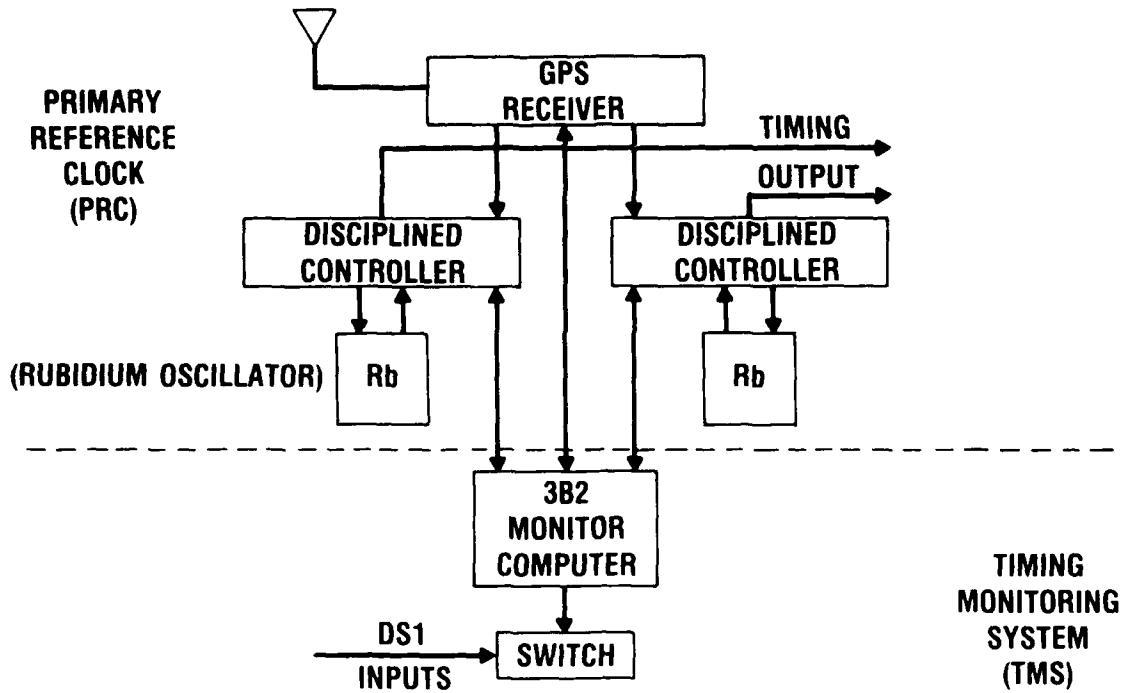 PRIMARY
REFERENCE
CLOCK
(PRC)
GPS
RECEIVER
TIMING
OUTPUT
DISCIPLINED
CONTROLLER
DISCIPLINED
CONTROLLER
(RUBIDIUM OSCILLATOR)
Rb
Rb
3B2
MONITOR
COMPUTER
DS1
INPUTS
SWITCH
TIMING
MONITORING
SYSTEM
(TMS)